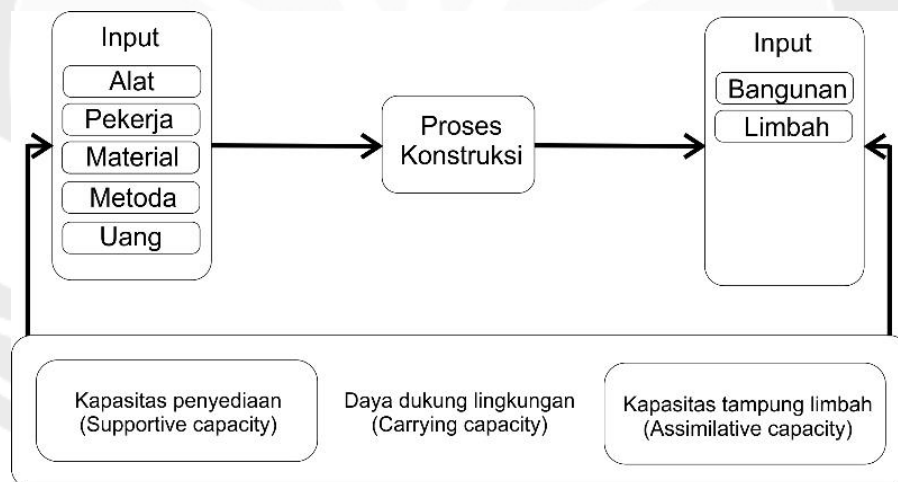 Input
Alat
Pekerja
Material
Metoda
Uang
Proses
Konstruksi
Input
Bangunan
Limbah
Kapasitas penyediaan
(Supportive capacity)
Daya dukung lingkungan
(Carrying capacity)
Kapasitas tampung limbah
(Assimilative capacity)